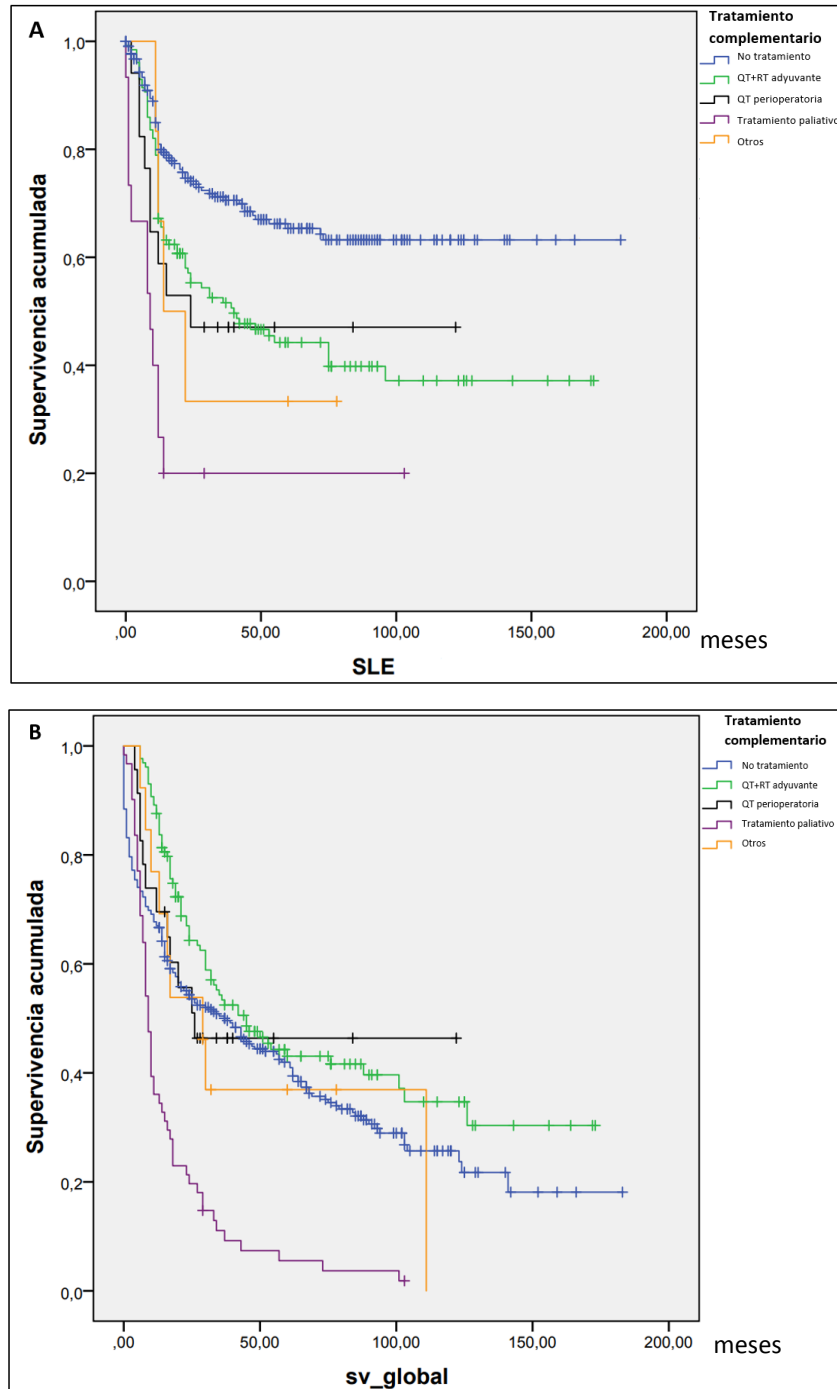 A
Tratamiento
complementario
No tratamiento
QT+RT adyuvante
QT perioperatoria
Tratamiento paliativo
Otros
Supervivencia acumulada
1,0
0,8
0,6
0,4
0,2
0,0
,00 50,00 100,00 150,00 200,00 meses
SLE
B
Tratamiento
complementario
No tratamiento
QT+RT adyuvante
QT perioperatoria
Tratamiento paliativo
Otros
Supervivencia acumulada
1,0
0,8
0,6
0,4
0,2
0,0
,00 50,00 100,00 150,00 200,00 meses
sv_global